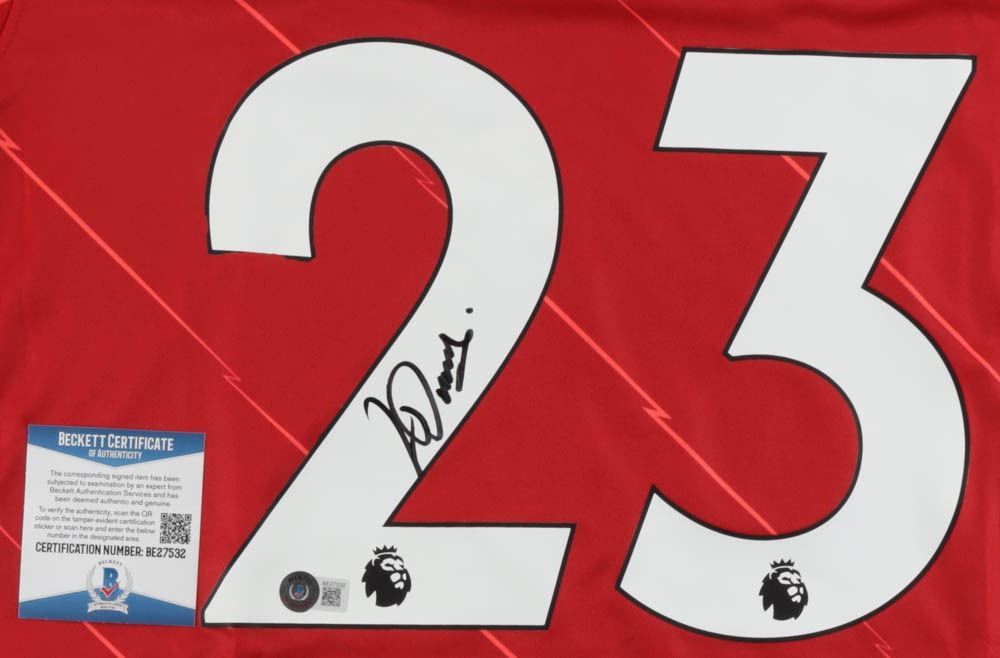 23
BECKETT CERTIFICATE
OF AUTHENTICITY
The corresponding signed item has been
subjected to examination by an expert from
Beckett Authentication Services and has
been deemed authentic and genuine.
To verify the authenticity, scan the QR
code on the tamper-evident certification
sticker or scan here and enter the below
number in the designated area.
CERTIFICATION NUMBER: BE27532
BECKETT
B
BECKETT
BE27532